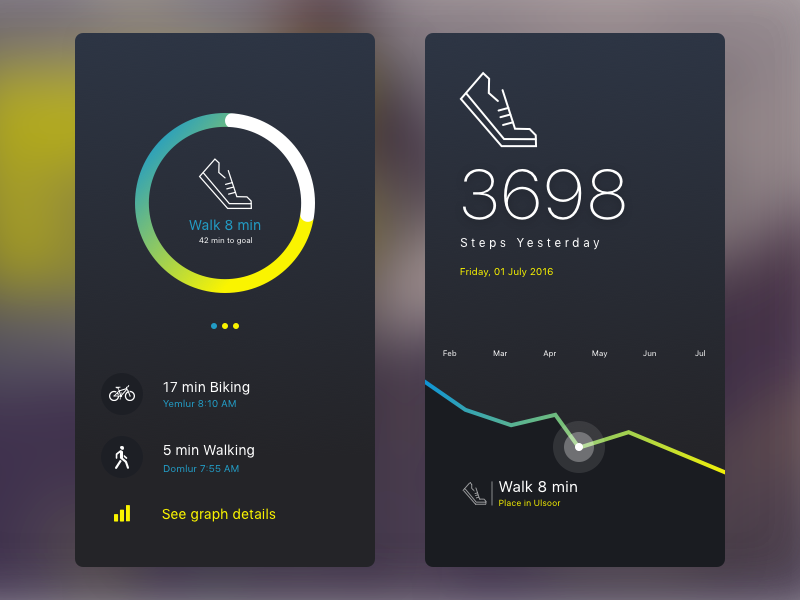 Walk 8 min
42 min to goal
17 min Biking
Yemlur 8:10 AM
5 min Walking
Domlur 7:55 AM
See graph details
3698
Steps Yesterday
Friday, 01 July 2016
Feb Mar Apr May Jun Jul
Walk 8 min
Place in Ulsoor